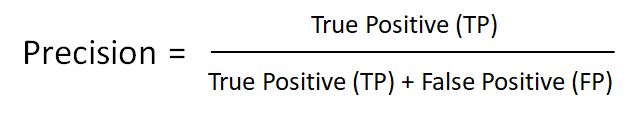 True Positive (TP)
Precision =
True Positive (TP) + False Positive (FP)